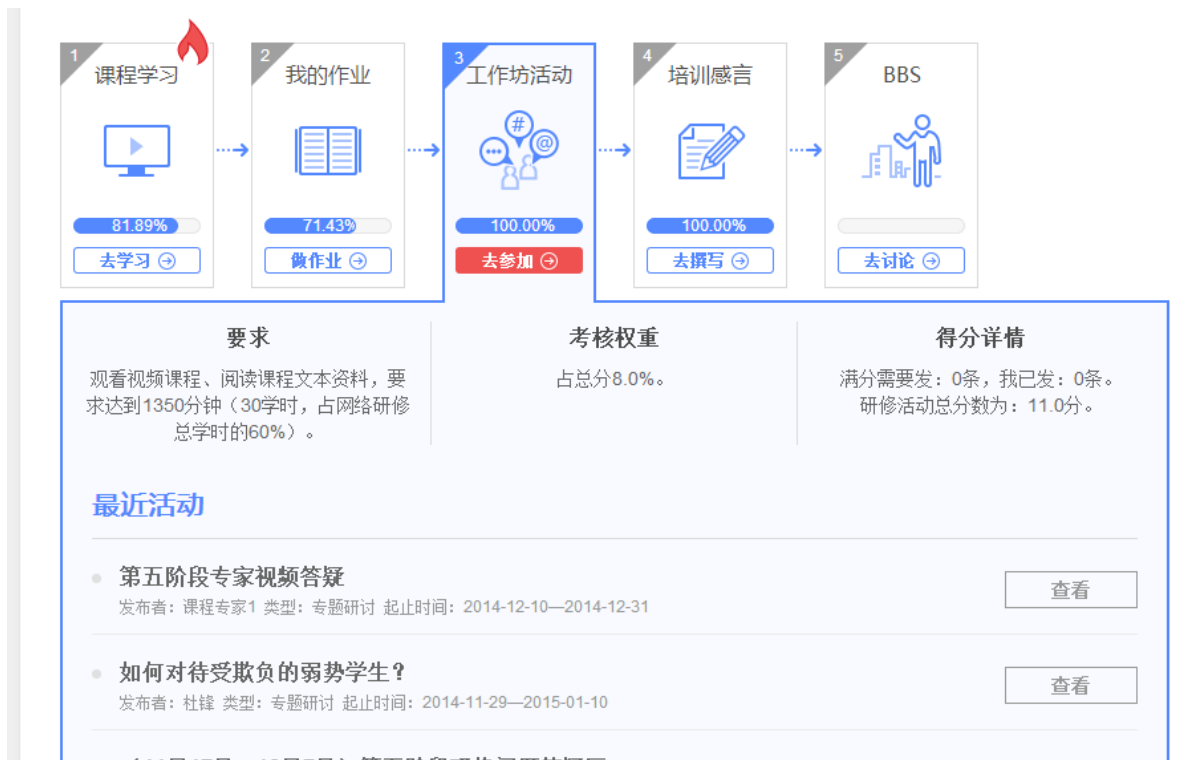 1
课程学习
81.89%
去学习
2
我的作业
71.43%
做作业
3
工作坊活动
#
@
100.00%
去参加
4
培训感言
100.00%
去撰写
5
BBS
去讨论
要求
观看视频课程、阅读课程文本资料，要
求达到1350分钟（30学时，占网络研修
总学时的60%）。
考核权重
占总分8.0%。
得分详情
满分需要发：0条，我已发：0条。
研修活动总分数为：11.0分。
最近活动
第五阶段专家视频答疑
发布者：课程专家1 类型：专题研讨 起止时间：2014-12-10—2014-12-31
查看
如何对待受欺负的弱势学生？
发布者：杜锋 类型：专题研讨 起止时间：2014-11-29—2015-01-10
查看